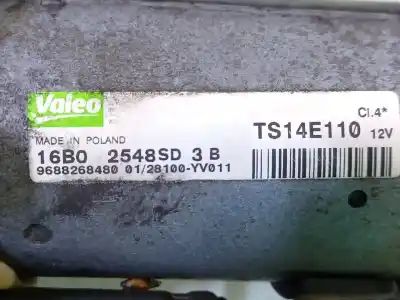 Valeo
Cl.4*
MADE IN POLAND
TS14E110 12V
16B0 2548SD 3 B
9688268480 01/28100-YV011